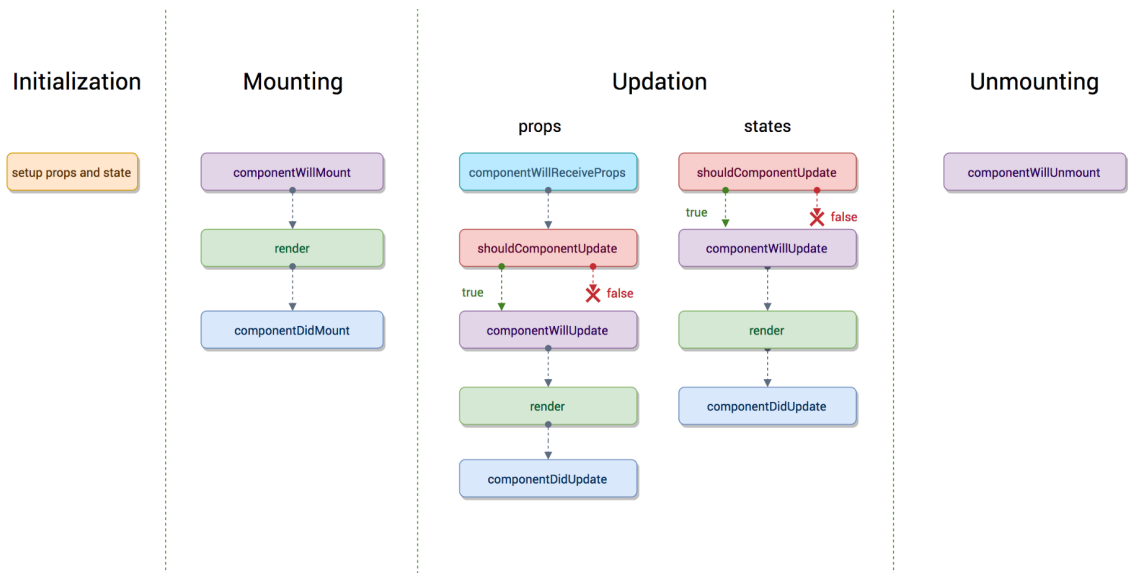 Initialization
setup props and state
Mounting
componentWillMount
render
componentDidMount
Updation
props
componentWillReceiveProps
shouldComponentUpdate
true
false
componentWillUpdate
render
componentDidUpdate
states
shouldComponentUpdate
true
false
componentWillUpdate
render
componentDidUpdate
Unmounting
componentWillUnmount